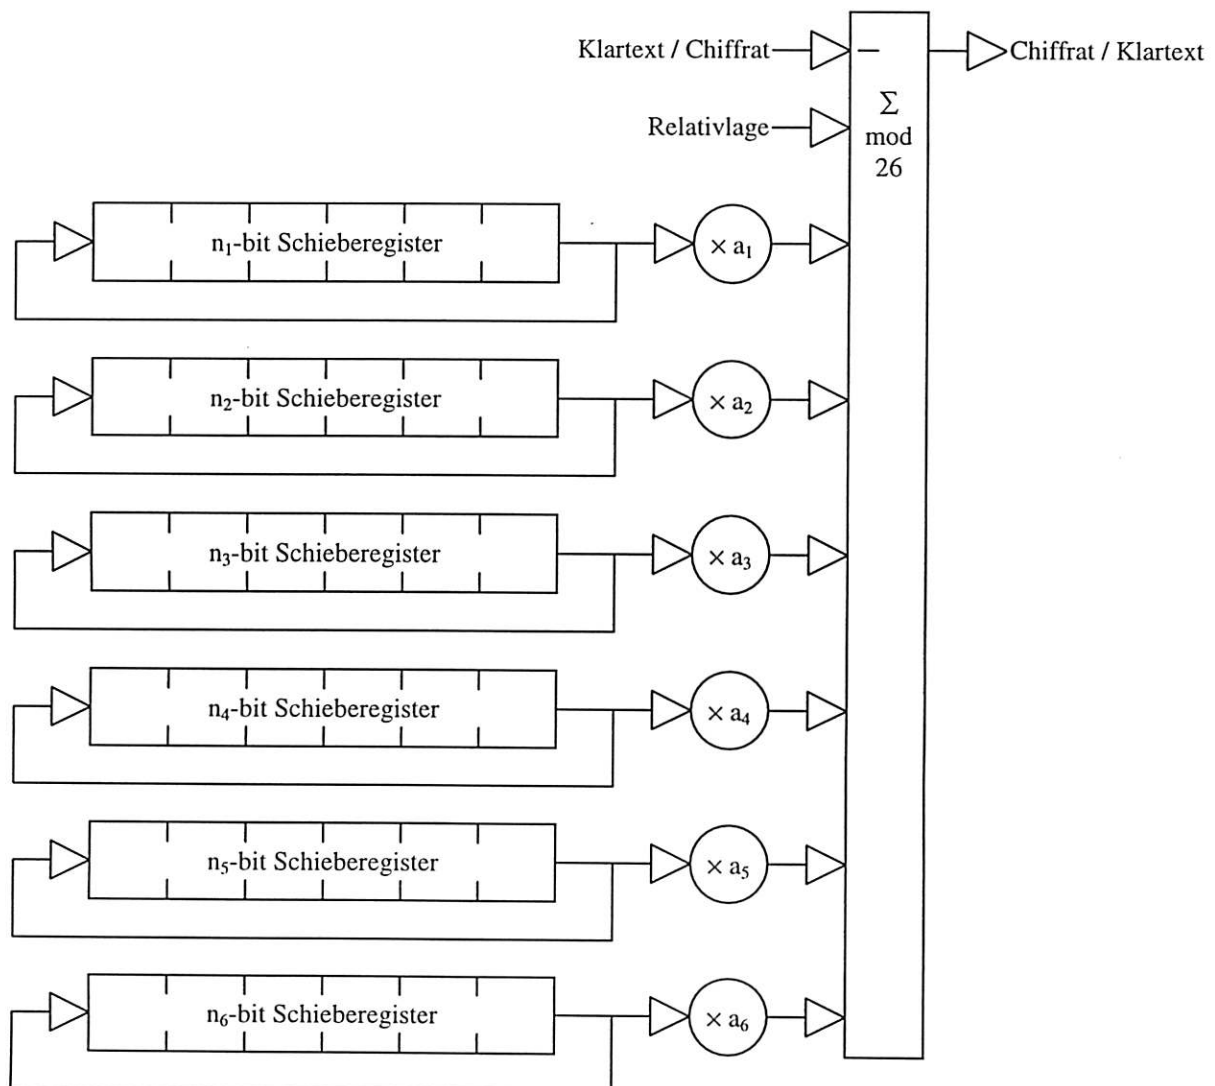 Klartext / Chiffrat
— 
Chiffrat / Klartext
Σ
Relativlage
mod
26
n₁-bit Schieberegister
× a₁
n₂-bit Schieberegister
× a₂
n₃-bit Schieberegister
× a₃
n₄-bit Schieberegister
× a₄
n₅-bit Schieberegister
× a₅
n₆-bit Schieberegister
× a₆